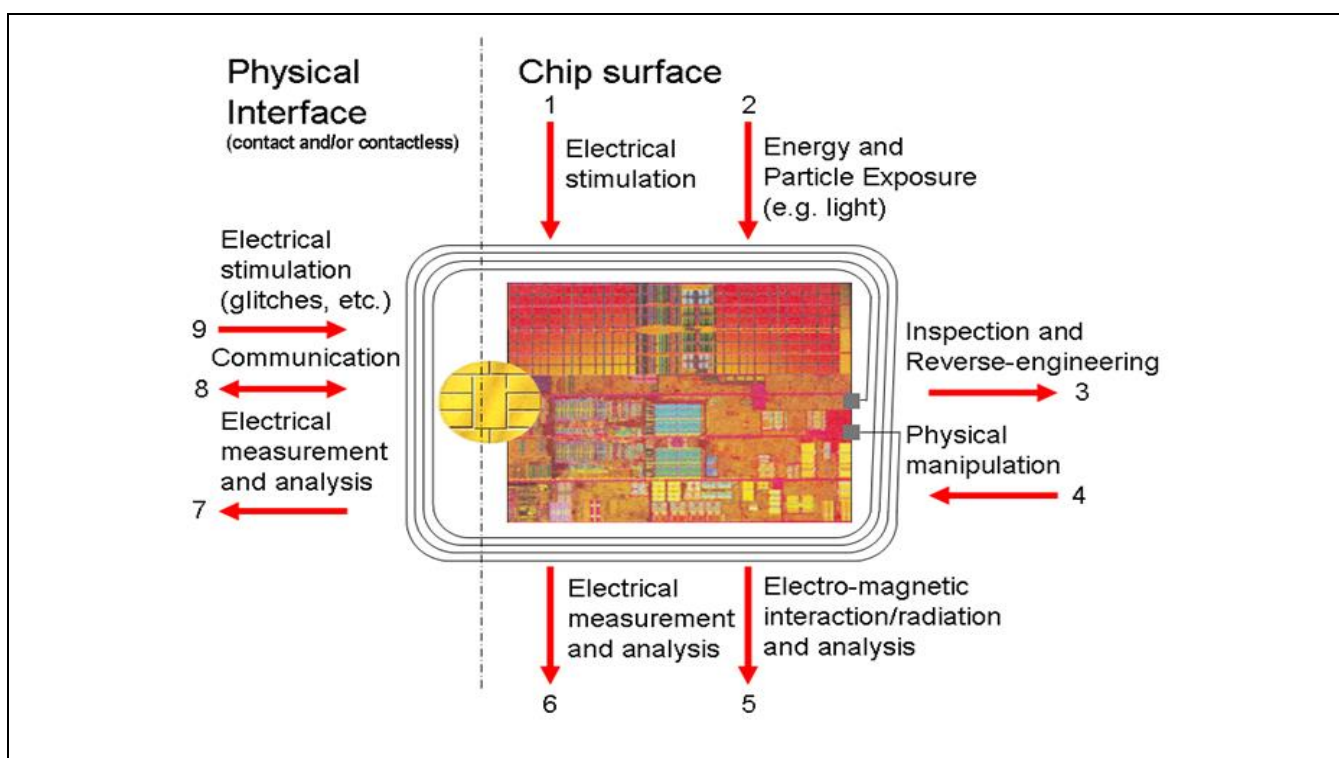 Physical
Interface
(contact and/or contactless)
Chip surface
1
Electrical
stimulation
2
Energy and
Particle Exposure
(e.g. light)
Electrical
stimulation
(glitches, etc.)
9
Communication
8
Electrical
measurement
and analysis
7
Inspection and
Reverse-engineering
3
Physical
manipulation
4
Electrical
measurement
and analysis
6
Electro-magnetic
interaction/radiation
and analysis
5